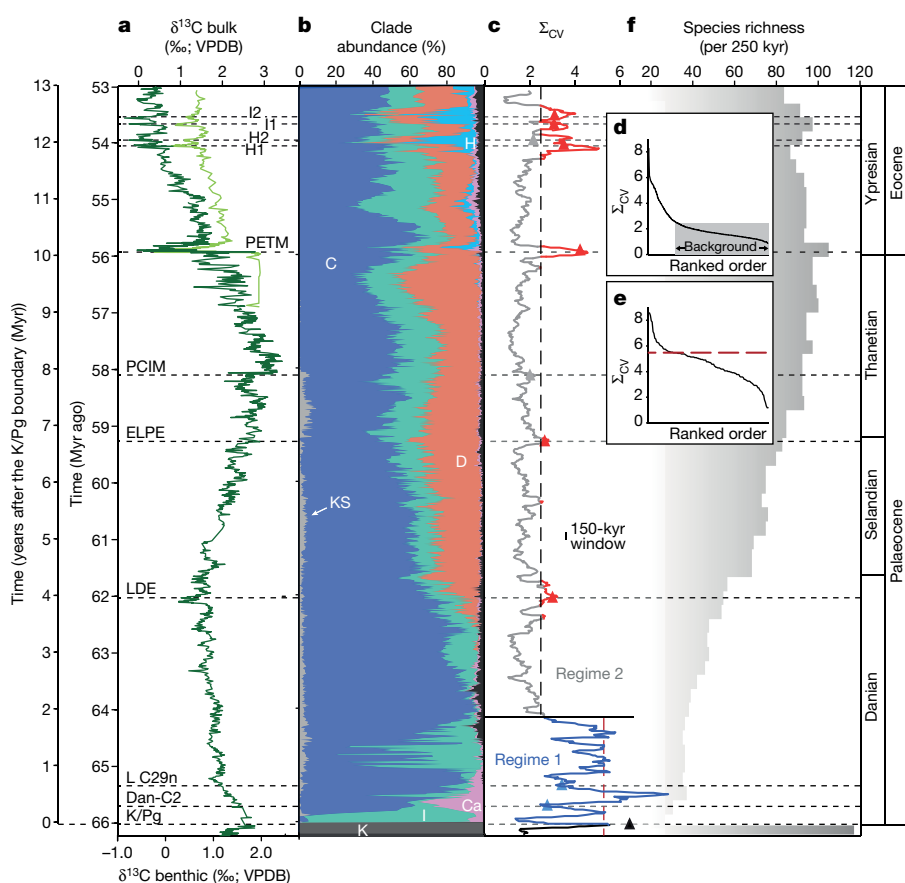 a δ13C bulk (‰; VPDB)
0 1 2 3
b Clade abundance (%)
0 20 40 60 80
c ΣCV
0 2 4 6
f Species richness (per 250 kyr)
20 40 60 80 100 120
Time (years after the K/Pg boundary (Myr)
13
12
11
10
9
8
7
6
5
4
3
2
1
0
Time (Myr ago)
53
54
55
56
57
58
59
60
61
62
63
64
65
66
I2
I1
H2
H1
PETM
PCIM
ELPE
LDE
L C29n
Dan-C2
K/Pg
–1.0 0 1.0 2.0
δ13C benthic (‰; VPDB)
H
C
D
KS
Ca
I
K
150-kyr window
Regime 2
Regime 1
d
ΣCV
8
6
4
2
0
Background
Ranked order
e
ΣCV
8
6
4
2
0
Ranked order
Ypresian
Thanetian
Selandian
Danian
Eocene
Palaeocene